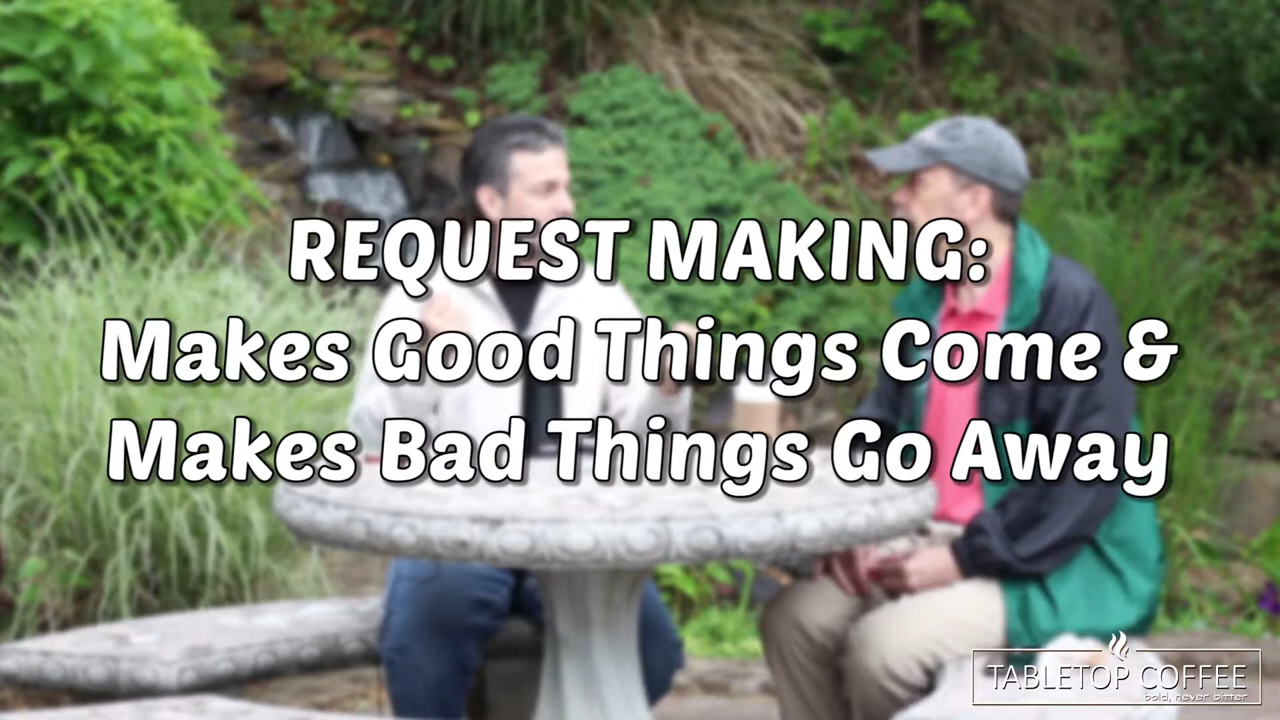 REQUEST MAKING:
Makes Good Things Come &
Makes Bad Things Go Away
TABLETOP COFFEE
bold, never bitter